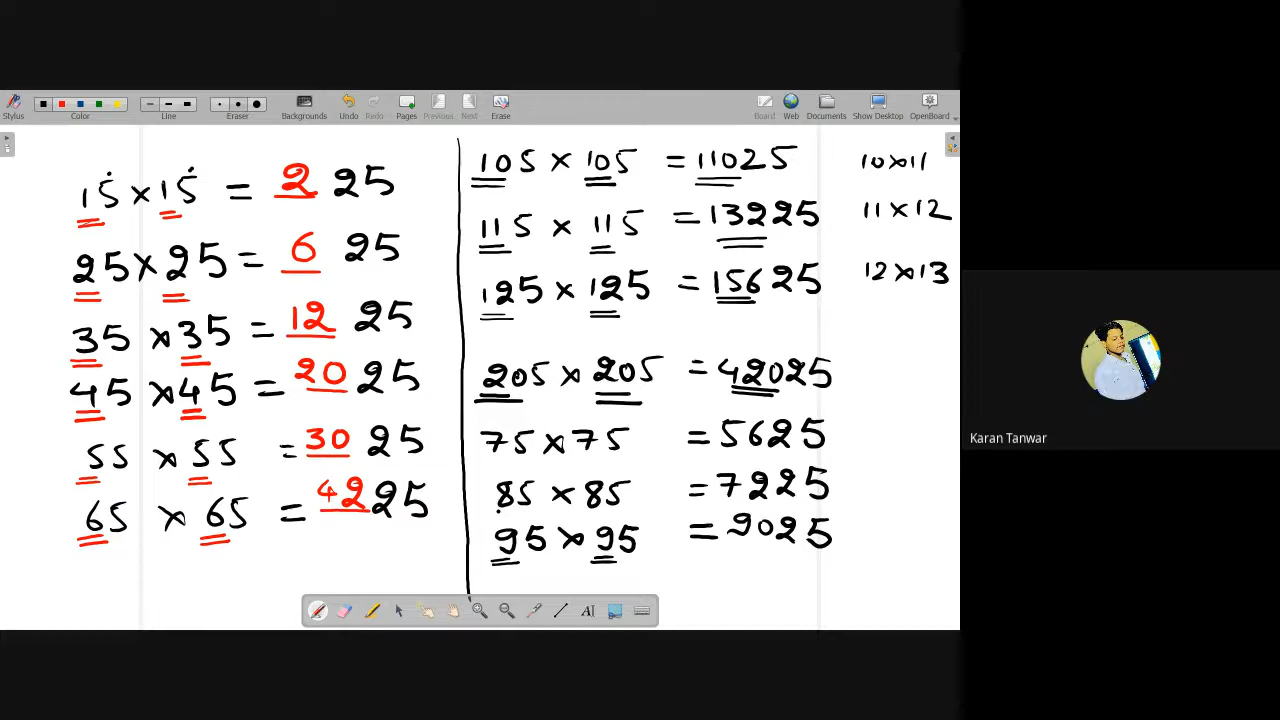 Stylus Color Line Eraser Backgrounds Undo Redo Pages Previous Next Erase Board Web Documents Show Desktop OpenBoard
15 × 15 = 2 25
25 × 25 = 6 25
35 × 35 = 12 25
45 × 45 = 20 25
55 × 55 = 30 25
65 × 65 = 42 25
105 × 105 = 11025 10×11
115 × 115 = 13225 11×12
125 × 125 = 15625 12×13
205 × 205 = 42025
75 × 75 = 5625
85 × 85 = 7225
95 × 95 = 9025
Karan Tanwar
AI